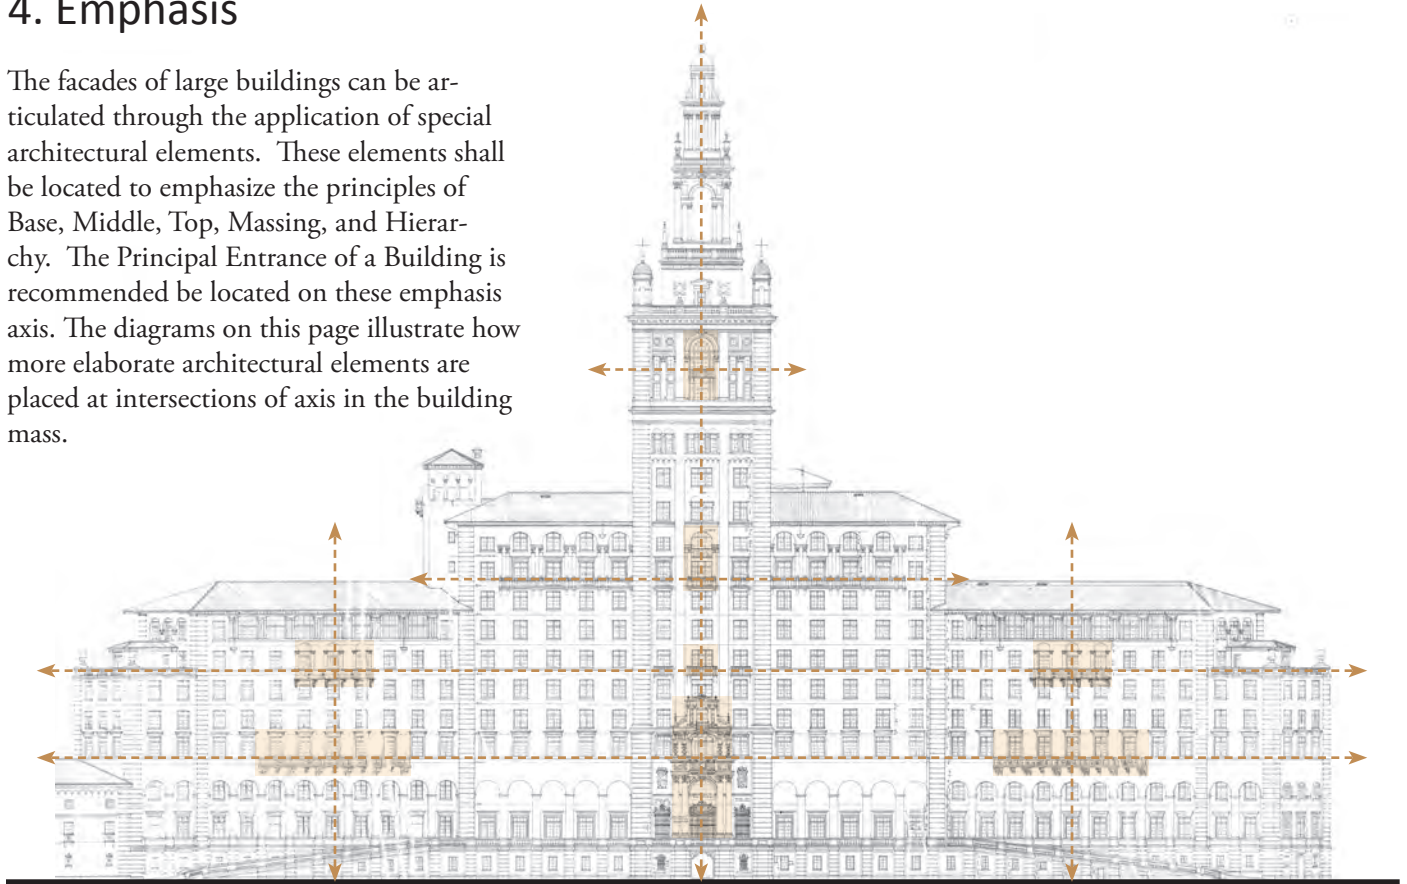 4. Emphasis
The facades of large buildings can be ar-
ticulated through the application of special
architectural elements.  These elements shall
be located to emphasize the principles of
Base, Middle, Top, Massing, and Hierar-
chy.  The Principal Entrance of a Building is
recommended be located on these emphasis
axis. The diagrams on this page illustrate how
more elaborate architectural elements are
placed at intersections of axis in the building
mass.